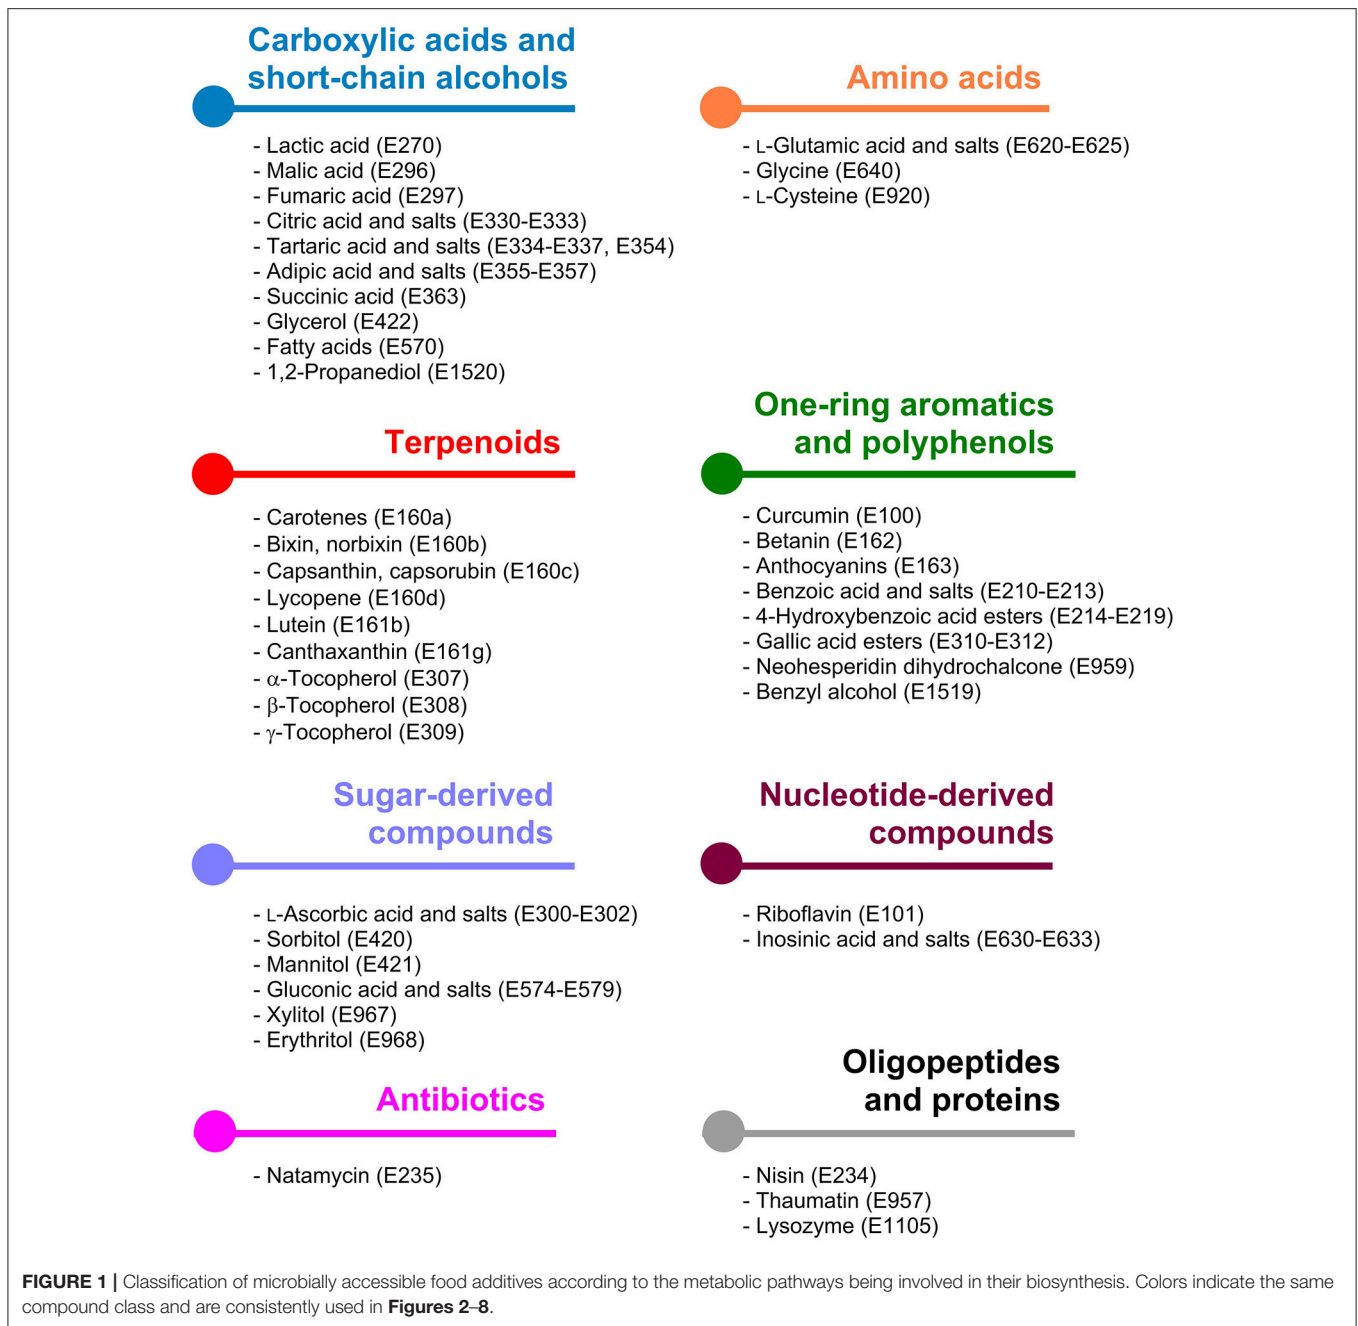 Carboxylic acids and
short-chain alcohols
- Lactic acid (E270)
- Malic acid (E296)
- Fumaric acid (E297)
- Citric acid and salts (E330-E333)
- Tartaric acid and salts (E334-E337, E354)
- Adipic acid and salts (E355-E357)
- Succinic acid (E363)
- Glycerol (E422)
- Fatty acids (E570)
- 1,2-Propanediol (E1520)
Amino acids
- L-Glutamic acid and salts (E620-E625)
- Glycine (E640)
- L-Cysteine (E920)
Terpenoids
- Carotenes (E160a)
- Bixin, norbixin (E160b)
- Capsanthin, capsorubin (E160c)
- Lycopene (E160d)
- Lutein (E161b)
- Canthaxanthin (E161g)
- α-Tocopherol (E307)
- β-Tocopherol (E308)
- γ-Tocopherol (E309)
One-ring aromatics
and polyphenols
- Curcumin (E100)
- Betanin (E162)
- Anthocyanins (E163)
- Benzoic acid and salts (E210-E213)
- 4-Hydroxybenzoic acid esters (E214-E219)
- Gallic acid esters (E310-E312)
- Neohesperidin dihydrochalcone (E959)
- Benzyl alcohol (E1519)
Sugar-derived
compounds
- L-Ascorbic acid and salts (E300-E302)
- Sorbitol (E420)
- Mannitol (E421)
- Gluconic acid and salts (E574-E579)
- Xylitol (E967)
- Erythritol (E968)
Nucleotide-derived
compounds
- Riboflavin (E101)
- Inosinic acid and salts (E630-E633)
Antibiotics
- Natamycin (E235)
Oligopeptides
and proteins
- Nisin (E234)
- Thaumatin (E957)
- Lysozyme (E1105)
FIGURE 1 | Classification of microbially accessible food additives according to the metabolic pathways being involved in their biosynthesis. Colors indicate the same
compound class and are consistently used in Figures 2–8.